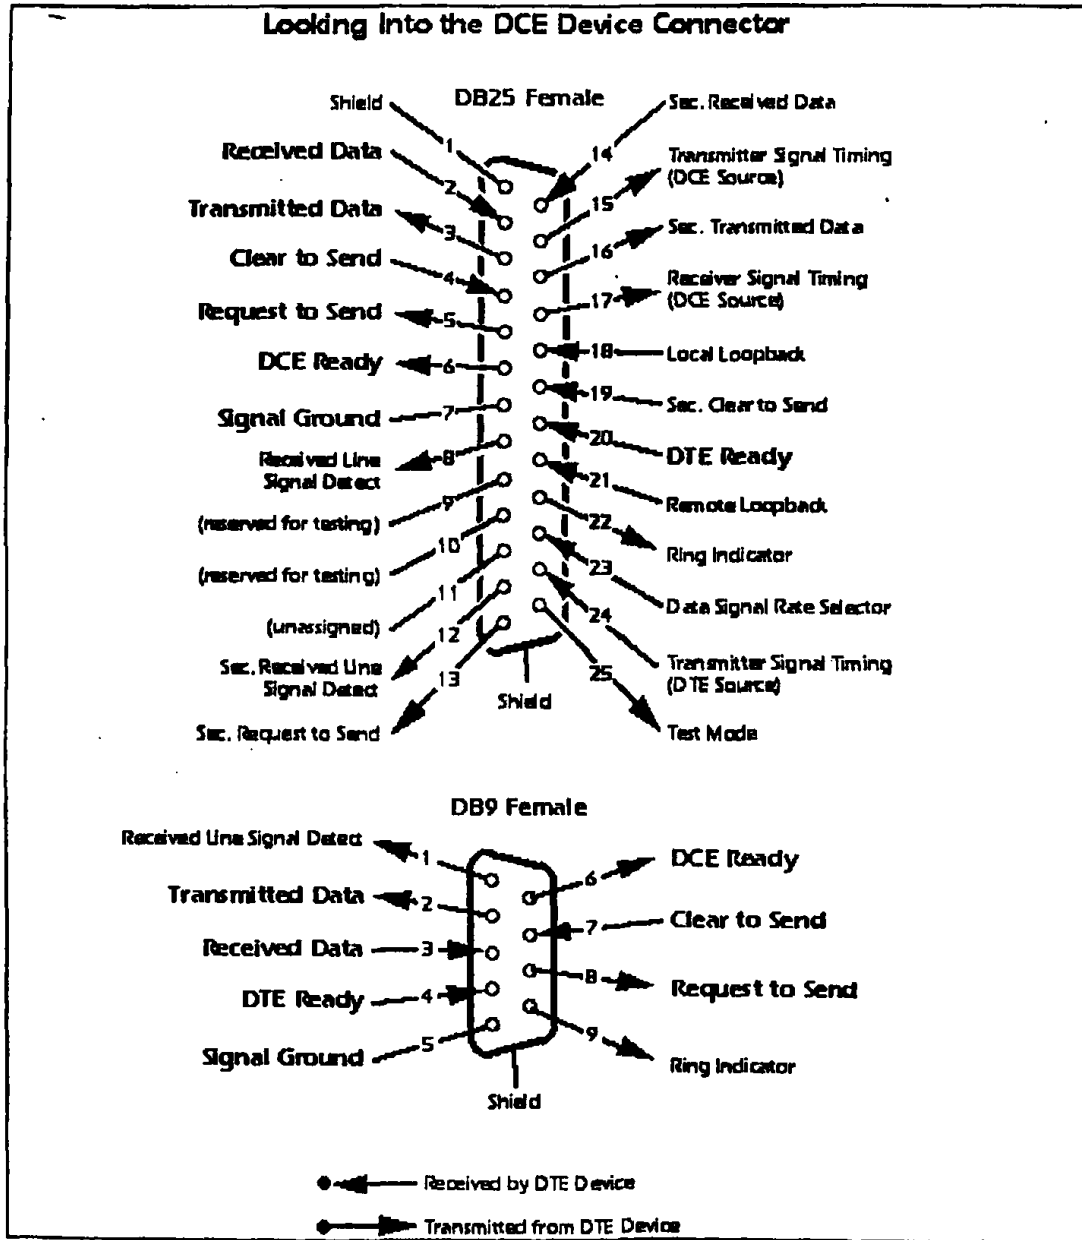 Looking Into the DCE Device Connector
DB25 Female
Shield
1
Received Data
2
Transmitted Data
3
Clear to Send
4
Request to Send
5
DCE Ready
6
Signal Ground
7
Received Line
Signal Detect
8
(reserved for testing)
9
(reserved for testing)
10
(unassigned)
11
Sec. Received Line
Signal Detect
12
Sec. Request to Send
13
Sec. Received Data
14
Transmitter Signal Timing
(DCE Source)
15
Sec. Transmitted Data
16
Receiver Signal Timing
(DCE Source)
17
Local Loopback
18
Sec. Clear to Send
19
DTE Ready
20
Remote Loopback
21
Ring Indicator
22
Data Signal Rate Selector
23
Transmitter Signal Timing
(DTE Source)
24
Test Mode
25
Shield
DB9 Female
Received Line Signal Detect
1
Transmitted Data
2
Received Data
3
DTE Ready
4
Signal Ground
5
DCE Ready
6
Clear to Send
7
Request to Send
8
Ring Indicator
9
Shield
Received by DTE Device
Transmitted from DTE Device